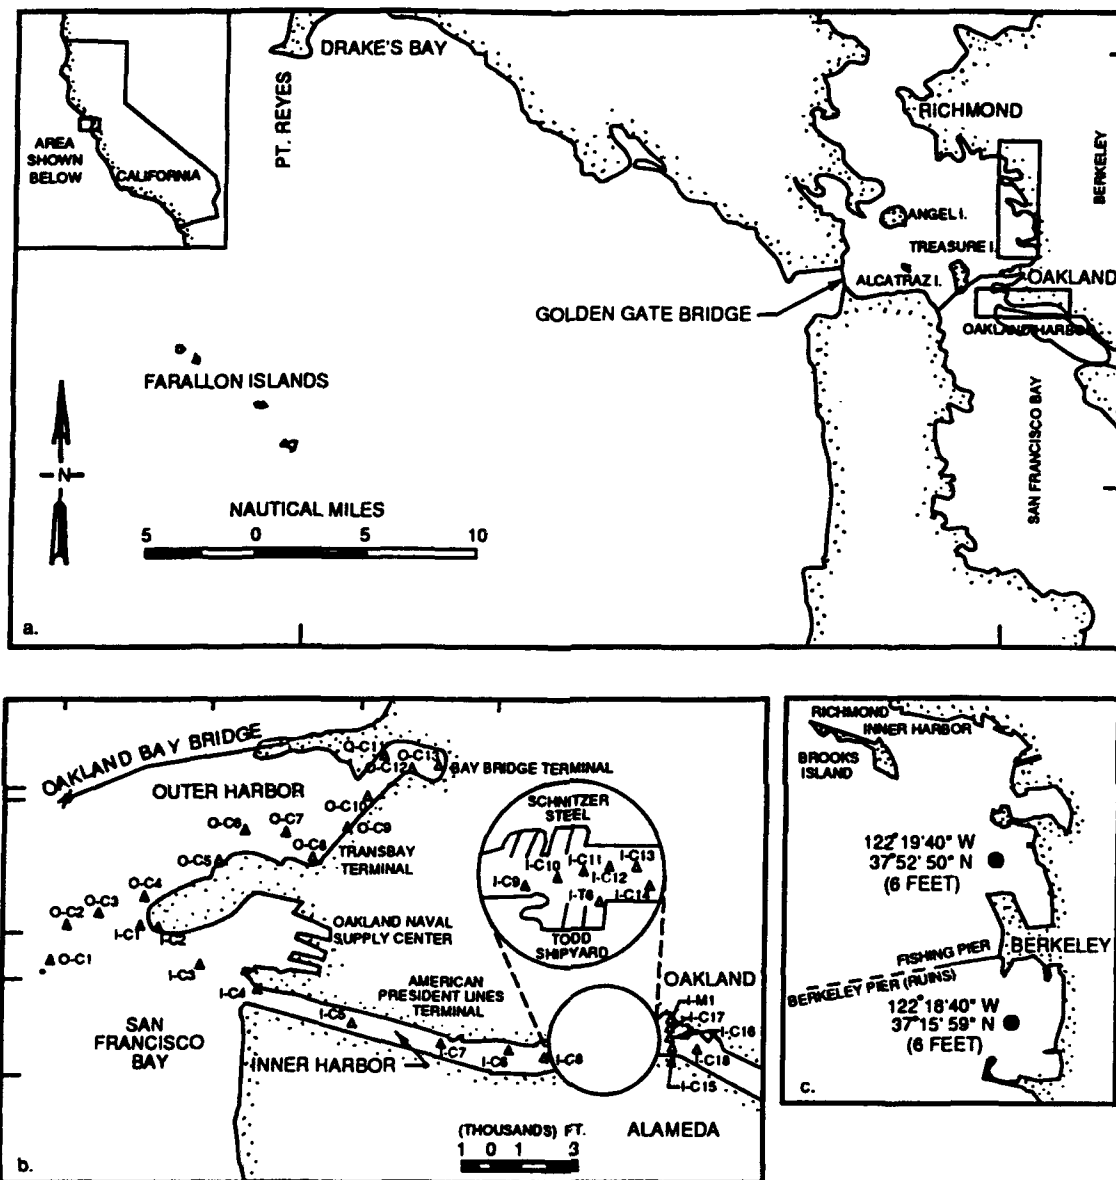 DRAKE'S BAY
PT. REYES
RICHMOND
BERKELEY
AREA
SHOWN
BELOW
CALIFORNIA
ANGEL I.
TREASURE I.
ALCATRAZ I.
OAKLAND
GOLDEN GATE BRIDGE
OAKLAND HARBOR
FARALLON ISLANDS
SAN FRANCISCO BAY
N
NAUTICAL MILES
5 0 5 10
a.
OAKLAND BAY BRIDGE
O-C11
O-C13
O-C12
BAY BRIDGE TERMINAL
OUTER HARBOR
O-C10
O-C6
O-C7
O-C9
O-C8
TRANSBAY
TERMINAL
O-C5
O-C4
O-C3
O-C2
I-C1
I-C2
O-C1
I-C3
OAKLAND NAVAL
SUPPLY CENTER
SCHNITZER
STEEL
I-C11
I-C13
I-C10
I-C12
I-C9
I-T6
I-C14
TODD
SHIPYARD
I-C4
AMERICAN
PRESIDENT LINES
TERMINAL
OAKLAND
I-M1
I-C17
I-C16
I-C5
SAN
FRANCISCO
BAY
I-C7
I-C6
I-C8
I-C18
INNER HARBOR
I-C15
(THOUSANDS) FT.
1 0 1 3
ALAMEDA
b.
RICHMOND
INNER HARBOR
BROOKS
ISLAND
122° 19'40" W
37°52' 50" N
(6 FEET)
FISHING PIER
BERKELEY
BERKELEY PIER (RUINS)
122° 18'40" W
37°15' 59" N
(6 FEET)
c.